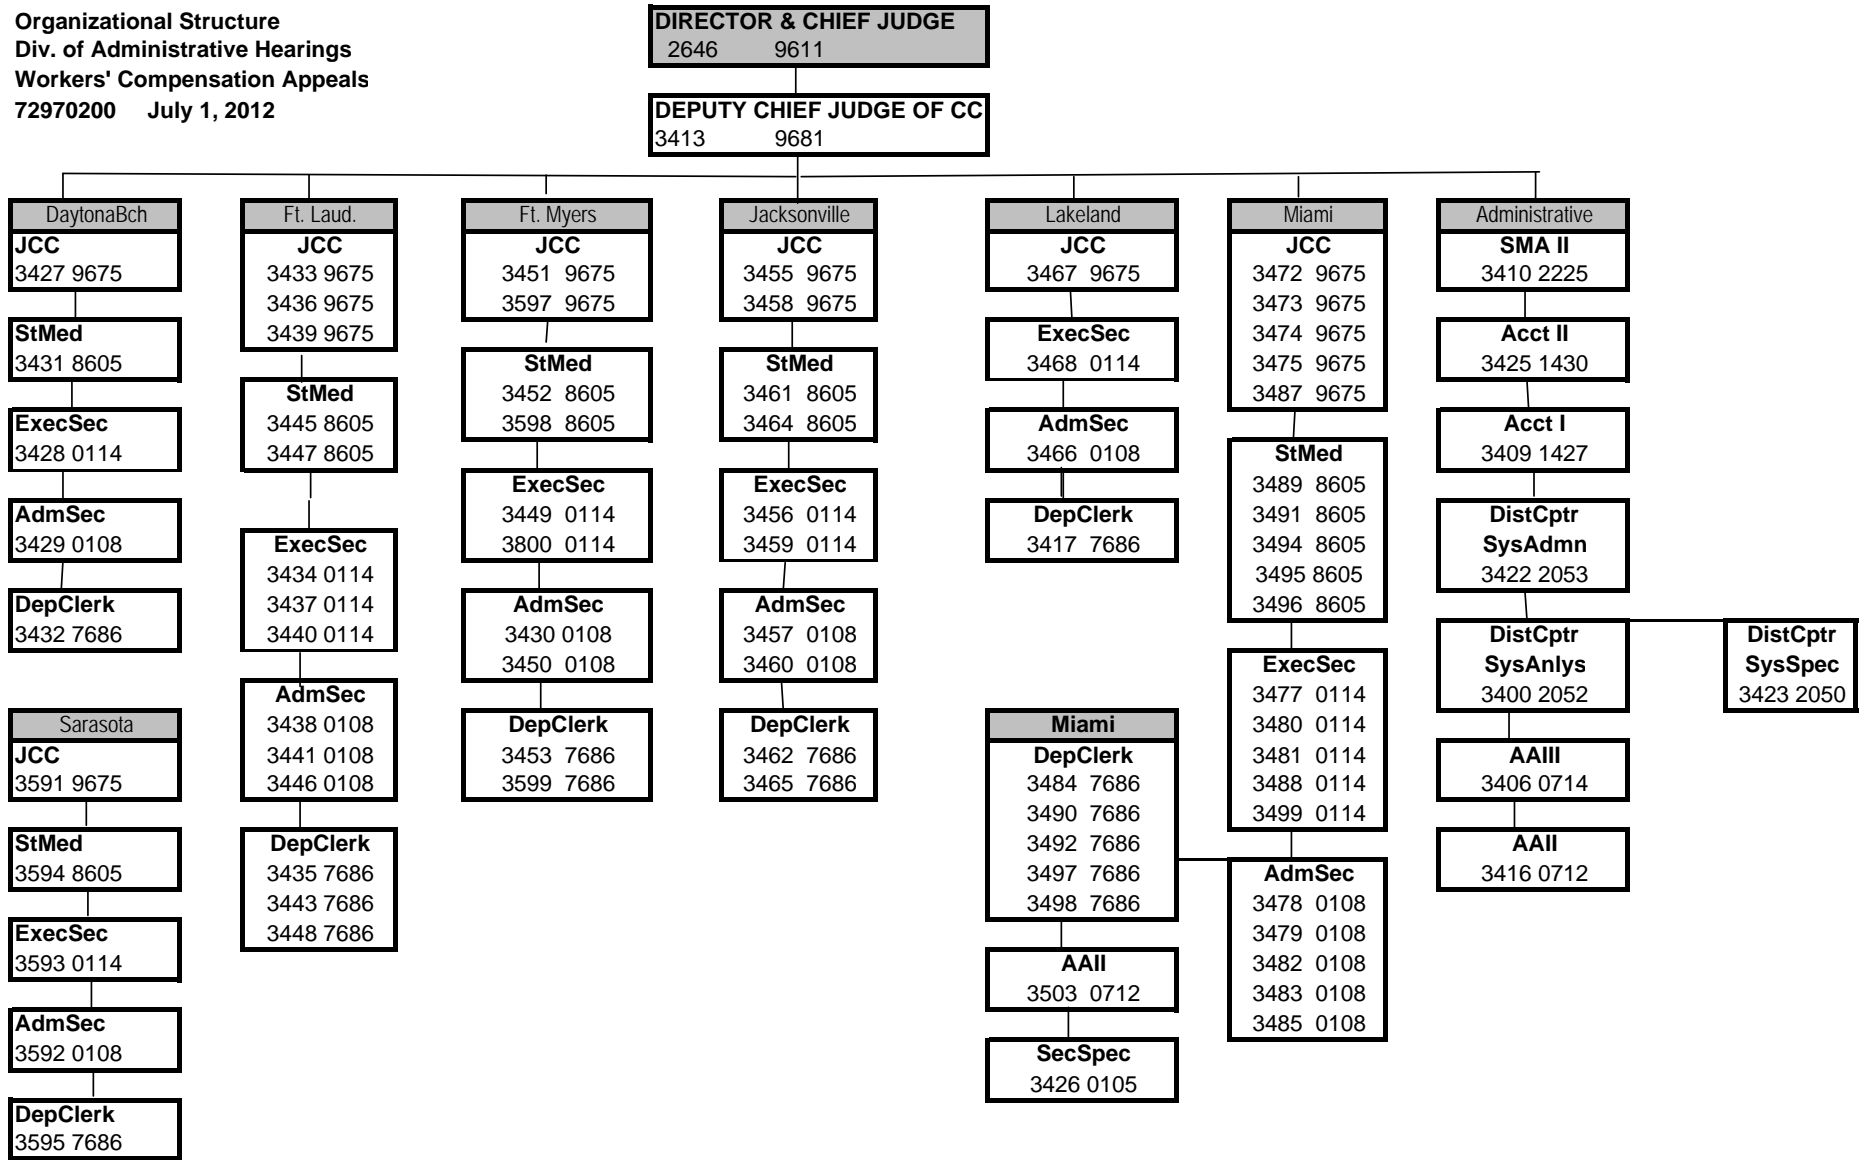 Organizational Structure
Div. of Administrative Hearings
Workers' Compensation Appeals
72970200 July 1, 2012
DIRECTOR & CHIEF JUDGE
2646 9611
DEPUTY CHIEF JUDGE OF CC
3413 9681
DaytonaBch
JCC
3427 9675
StMed
3431 8605
ExecSec
3428 0114
AdmSec
3429 0108
DepClerk
3432 7686
Sarasota
JCC
3591 9675
StMed
3594 8605
ExecSec
3593 0114
AdmSec
3592 0108
DepClerk
3595 7686
Ft. Laud.
JCC
3433 9675
3436 9675
3439 9675
StMed
3445 8605
3447 8605
ExecSec
3434 0114
3437 0114
3440 0114
AdmSec
3438 0108
3441 0108
3446 0108
DepClerk
3435 7686
3443 7686
3448 7686
Ft. Myers
JCC
3451 9675
3597 9675
StMed
3452 8605
3598 8605
ExecSec
3449 0114
3800 0114
AdmSec
3430 0108
3450 0108
DepClerk
3453 7686
3599 7686
Jacksonville
JCC
3455 9675
3458 9675
StMed
3461 8605
3464 8605
ExecSec
3456 0114
3459 0114
AdmSec
3457 0108
3460 0108
DepClerk
3462 7686
3465 7686
Lakeland
JCC
3467 9675
ExecSec
3468 0114
AdmSec
3466 0108
DepClerk
3417 7686
Miami
JCC
3472 9675
3473 9675
3474 9675
3475 9675
3487 9675
StMed
3489 8605
3491 8605
3494 8605
3495 8605
3496 8605
ExecSec
3477 0114
3480 0114
3481 0114
3488 0114
3499 0114
AdmSec
3478 0108
3479 0108
3482 0108
3483 0108
3485 0108
Miami
DepClerk
3484 7686
3490 7686
3492 7686
3497 7686
3498 7686
AAII
3503 0712
SecSpec
3426 0105
Administrative
SMA II
3410 2225
Acct II
3425 1430
Acct I
3409 1427
DistCptr
SysAdmn
3422 2053
DistCptr
SysAnlys
3400 2052
DistCptr
SysSpec
3423 2050
AAIII
3406 0714
AAII
3416 0712